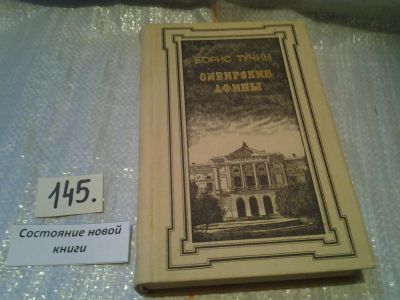 БОРИС ТУЧИН
СИБИРСКИЕ
АФИНЫ
145.
Состояние новой
книги